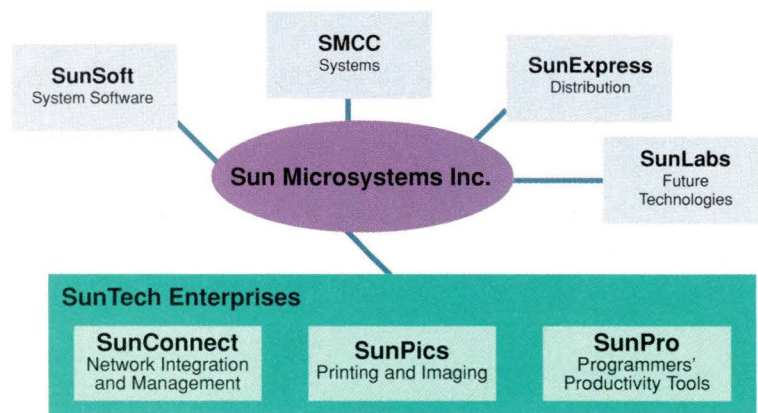 SMCC
Systems
SunSoft
System Software
SunExpress
Distribution
Sun Microsystems Inc.
SunLabs
Future
Technologies
SunTech Enterprises
SunConnect
Network Integration
and Management
SunPics
Printing and Imaging
SunPro
Programmers'
Productivity Tools